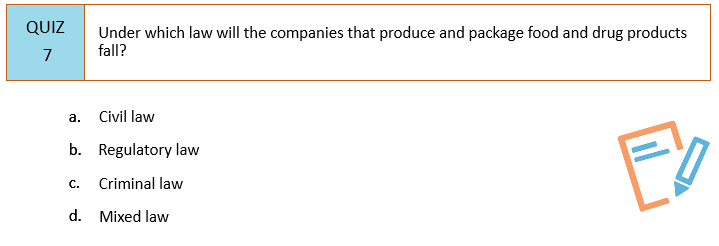 QUIZ
7
Under which law will the companies that produce and package food and drug products
fall?
a. Civil law
b. Regulatory law
c. Criminal law
d. Mixed law